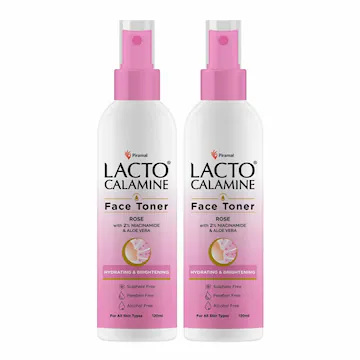 Piramal
LACTO®
CALAMINE
Face Toner
ROSE
with 2% NIACINAMIDE
& ALOE VERA
HYDRATING & BRIGHTENING
Sulphate Free
Paraben Free
Alcohol Free
For All Skin Types 120ml
Piramal
LACTO®
CALAMINE
Face Toner
ROSE
with 2% NIACINAMIDE
& ALOE VERA
HYDRATING & BRIGHTENING
Sulphate Free
Paraben Free
Alcohol Free
For All Skin Types 120ml